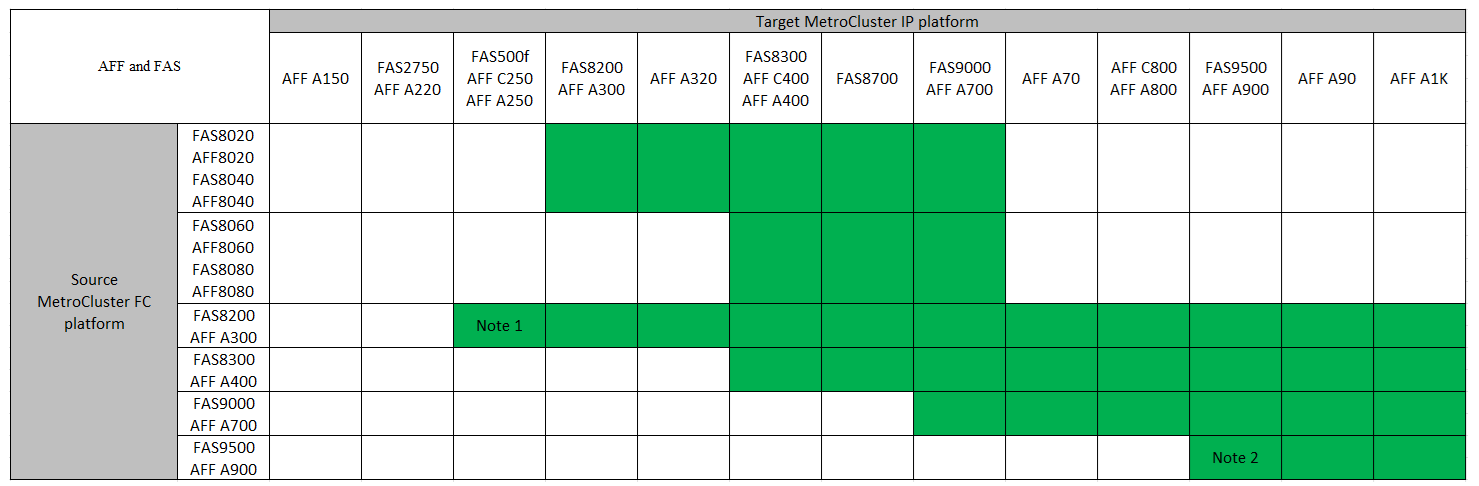 Target MetroCluster IP platform
AFF and FAS
AFF A150
FAS2750
AFF A220
FAS500f
AFF C250
AFF A250
FAS8200
AFF A300
AFF A320
FAS8300
AFF C400
AFF A400
FAS8700
FAS9000
AFF A700
AFF A70
AFF C800
AFF A800
FAS9500
AFF A900
AFF A90
AFF A1K
Source
MetroCluster FC
platform
FAS8020
AFF8020
FAS8040
AFF8040
FAS8060
AFF8060
FAS8080
AFF8080
FAS8200
AFF A300
Note 1
FAS8300
AFF A400
FAS9000
AFF A700
FAS9500
AFF A900
Note 2